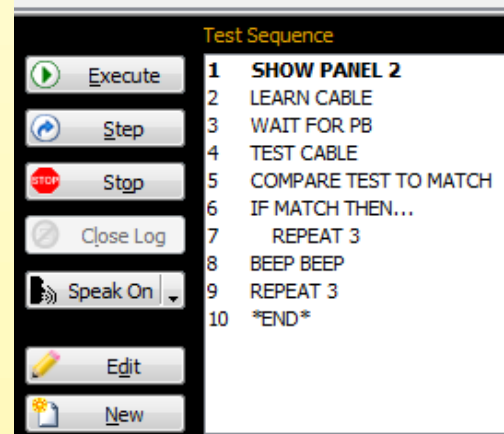 Test Sequence
Execute
Step
STOP Stop
Close Log
Speak On
Edit
New
1 SHOW PANEL 2
2 LEARN CABLE
3 WAIT FOR PB
4 TEST CABLE
5 COMPARE TEST TO MATCH
6 IF MATCH THEN...
7 REPEAT 3
8 BEEP BEEP
9 REPEAT 3
10 *END*